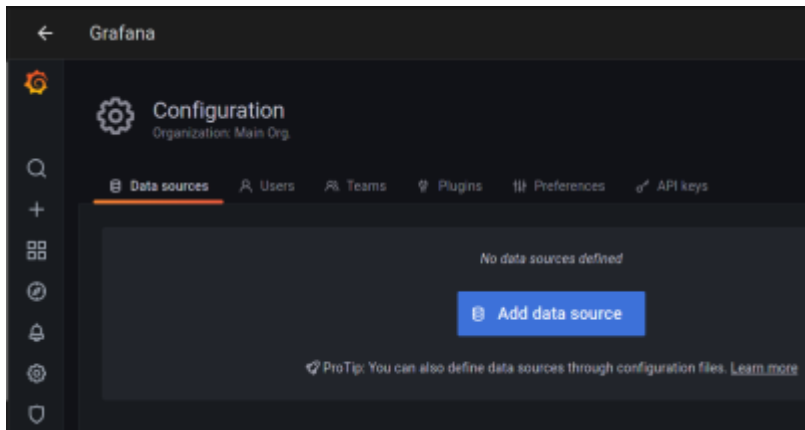 Grafana
Configuration
Organization: Main Org.
Data sources Users Teams Plugins Preferences API keys
No data sources defined
Add data source
ProTip: You can also define data sources through configuration files. Learn more